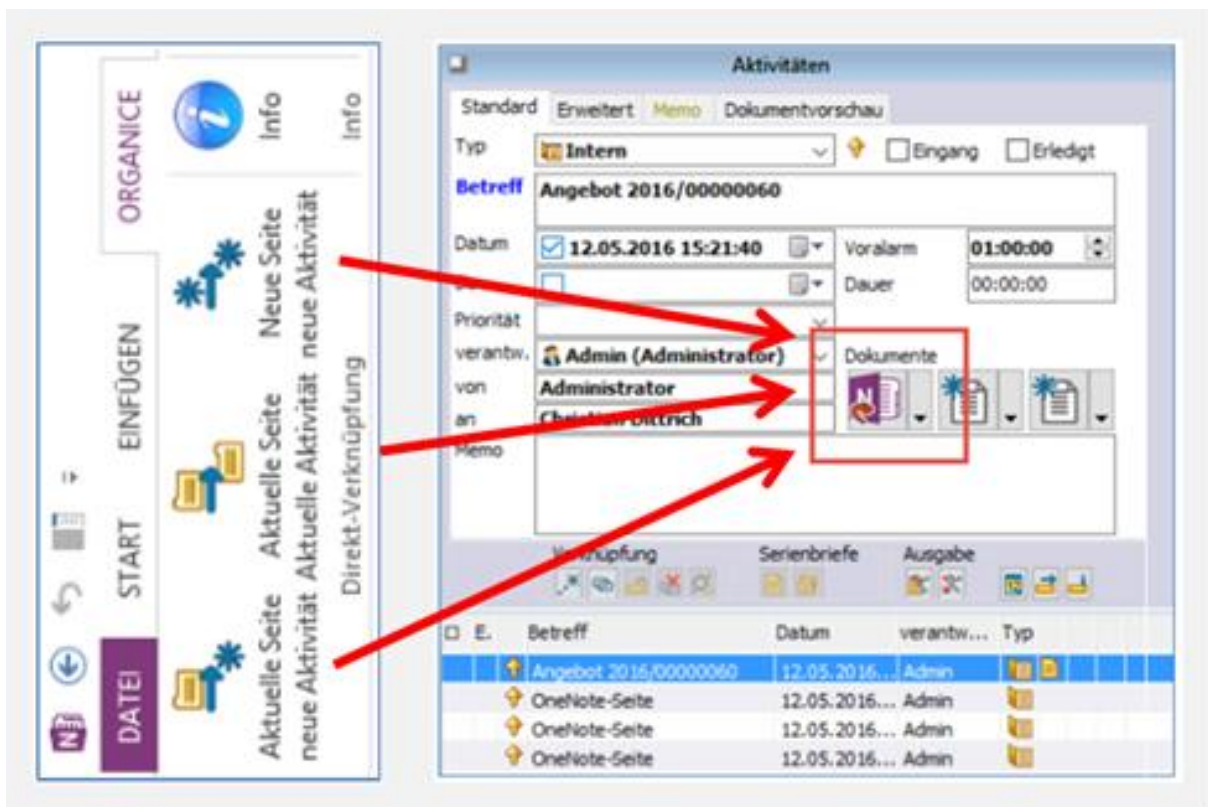 DATEI START EINFÜGEN ORGANICE
Aktuelle Seite
neue Aktivität
Aktuelle Seite
Aktuelle Aktivität
Neue Seite
neue Aktivität
Direkt-Verknüpfung
Info
Info
Aktivitäten
Standard Erweitert Memo Dokumentvorschau
Typ Intern Eingang Erledigt
Betreff Angebot 2016/00000060
Datum 12.05.2016 15:21:40 Voralarm 01:00:00
Dauer 00:00:00
Priorität
verantw. Admin (Administrator) Dokumente
von Administrator
an Christian Dittrich
Memo
Verknüpfung Serienbriefe Ausgabe
E. Betreff Datum verantw... Typ
Angebot 2016/00000060 12.05.2016... Admin
OneNote-Seite 12.05.2016... Admin
OneNote-Seite 12.05.2016... Admin
OneNote-Seite 12.05.2016... Admin